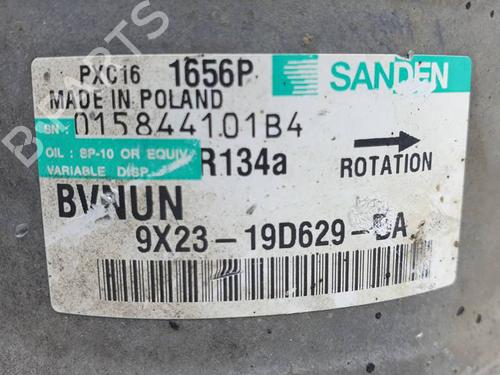 PXC16 1656P SANDEN
MADE IN POLAND
SN: 015844101B4
OIL : SP-10 OR EQUIV. R134a ROTATION
VARIABLE DISP.
BVNUN
9X23-19D629-